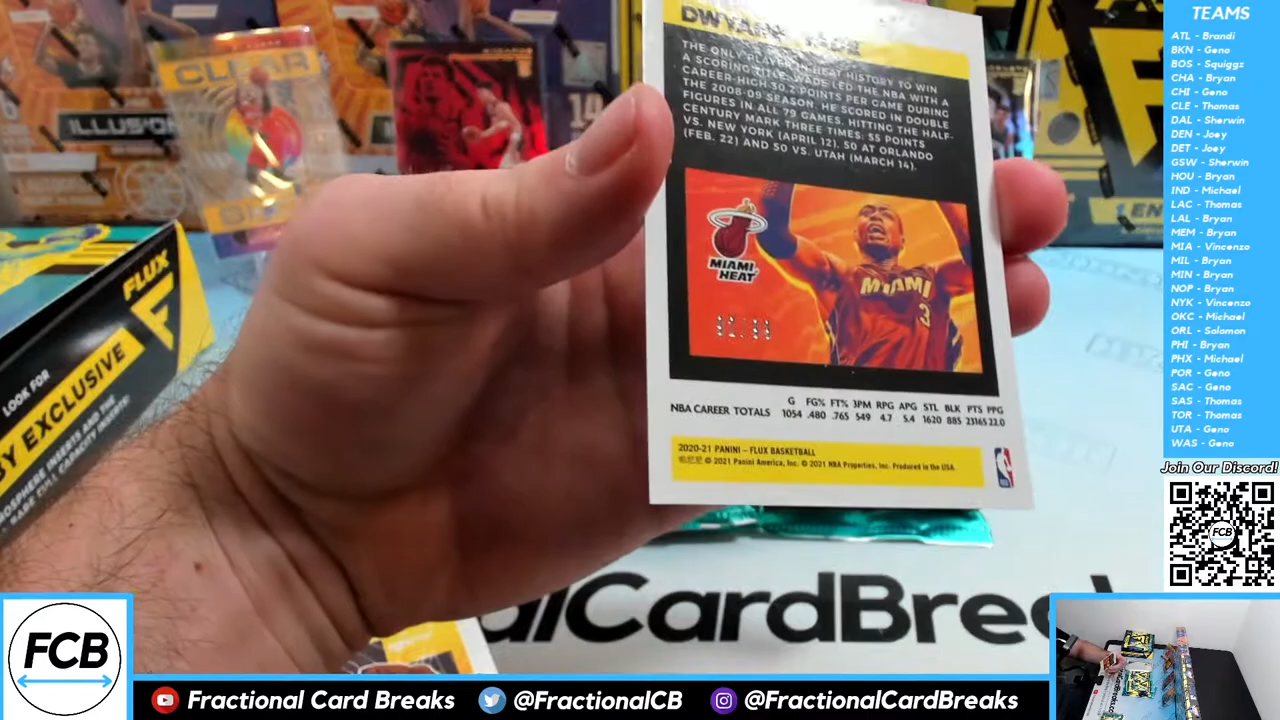 TEAMS
ATL - Brandi
BKN - Geno
BOS - Squiggz
CHA - Bryan
CHI - Geno
CLE - Thomas
DAL - Sherwin
DEN - Joey
DET - Joey
GSW - Sherwin
HOU - Bryan
IND - Michael
LAC - Thomas
LAL - Bryan
MEM - Bryan
MIA - Vincenzo
MIL - Bryan
MIN - Bryan
NOP - Bryan
NYK - Vincenzo
OKC - Michael
ORL - Solomon
PHI - Bryan
PHX - Michael
POR - Geno
SAC - Geno
SAS - Thomas
TOR - Thomas
UTA - Geno
WAS - Geno
Join Our Discord!
FCB
DWYANE
THE ONLY PLAYER IN HEAT HISTORY TO WIN
A SCORING TITLE, WADE LED THE NBA WITH A
CAREER-HIGH 30.2 POINTS PER GAME DURING
THE 2008-09 SEASON. HE SCORED IN DOUBLE
FIGURES IN ALL 79 GAMES, HITTING THE HALF-
CENTURY MARK THREE TIMES: 55 POINTS
VS. NEW YORK (APRIL 12), 50 AT ORLANDO
(FEB. 22) AND 50 VS. UTAH (MARCH 14).
MIAMI
HEAT
MIAMI
3
G FG% FT% 3PM RPG APG STL BLK PTS PPG
NBA CAREER TOTALS 1054 .480 .765 549 4.7 5.4 1620 885 23165 22.0
2020-21 PANINI - FLUX BASKETBALL
© 2021 Panini America, Inc. © 2021 NBA Properties, Inc. Produced in the USA.
CLEAR
14
FLUX
F
LOOK FOR
BY EXCLUSIVE
alCardBre
FCB
Fractional Card Breaks
@FractionalCB
@FractionalCardBreaks